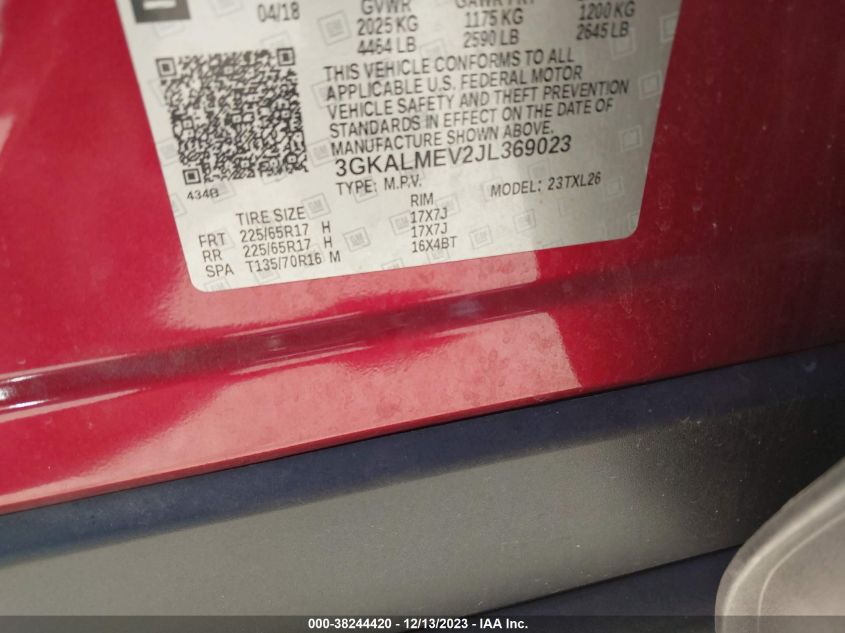 04/18
GVWR
2025 KG
4464 LB
GAWR FRT
1175 KG
2590 LB
1200 KG
2645 LB
THIS VEHICLE CONFORMS TO ALL
APPLICABLE U.S. FEDERAL MOTOR
VEHICLE SAFETY AND THEFT PREVENTION
STANDARDS IN EFFECT ON THE DATE OF
MANUFACTURE SHOWN ABOVE.
3GKALMEV2JL369023
TYPE: M.P.V. MODEL: 23TXL26
434B
TIRE SIZE RIM
FRT 225/65R17 H 17X7J
RR 225/65R17 H 17X7J
SPA T135/70R16 M 16X4BT
000-38244420 - 12/13/2023 - IAA Inc.